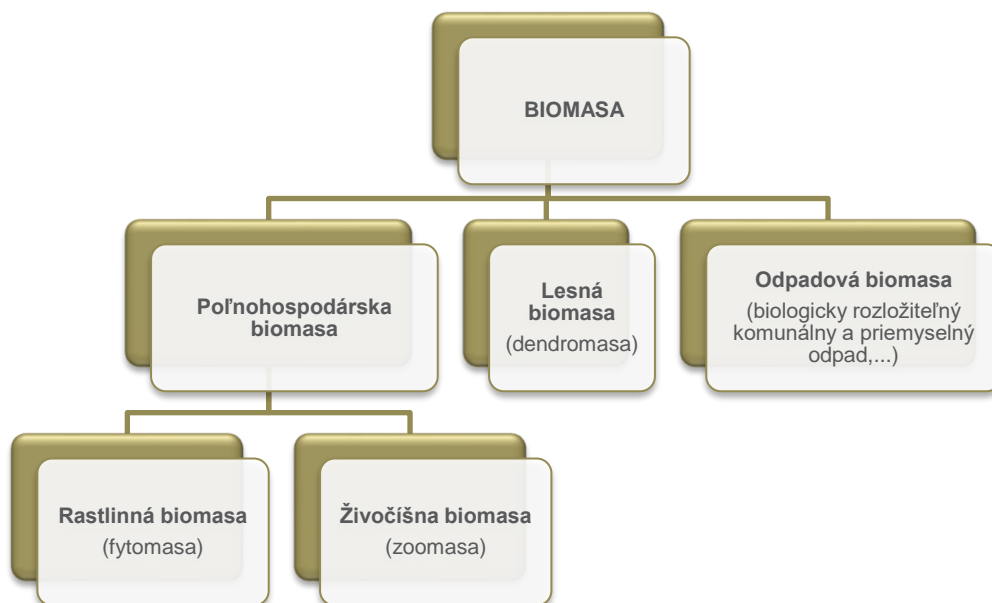 BIOMASA
Poľnohospodárska
biomasa
Lesná
biomasa
(dendromasa)
Odpadová biomasa
(biologicky rozložiteľný
komunálny a priemyselný
odpad,...)
Rastlinná biomasa
(fytomasa)
Živočíšna biomasa
(zoomasa)